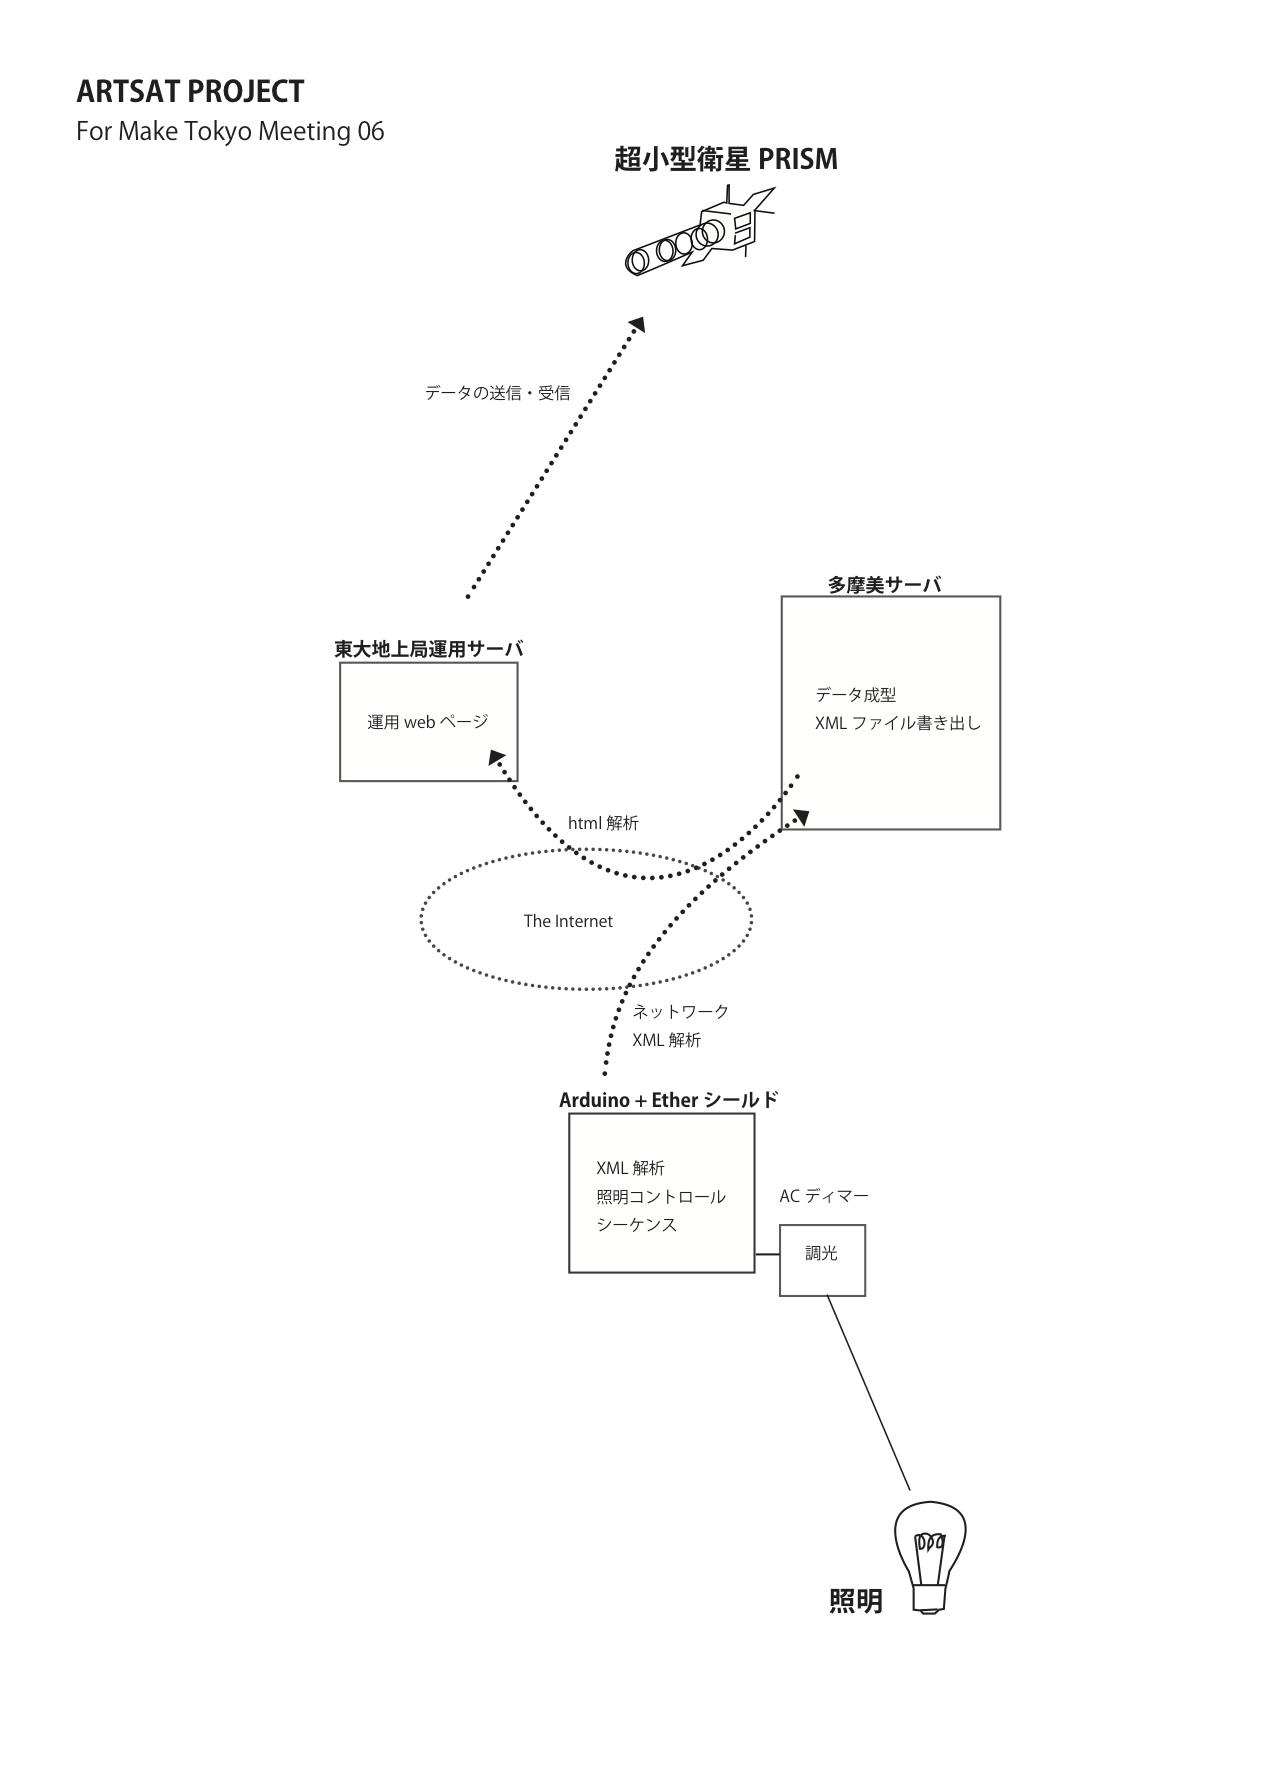 ARTSAT PROJECT
For Make Tokyo Meeting 06
超小型衛星 PRISM
データの送信・受信
多摩美サーバ
東大地上局運用サーバ
データ成型
XML ファイル書き出し
運用 web ページ
html 解析
The Internet
ネットワーク
XML 解析
Arduino + Ether シールド
XML 解析
照明コントロール
シーケンス
AC ディマー
調光
照明